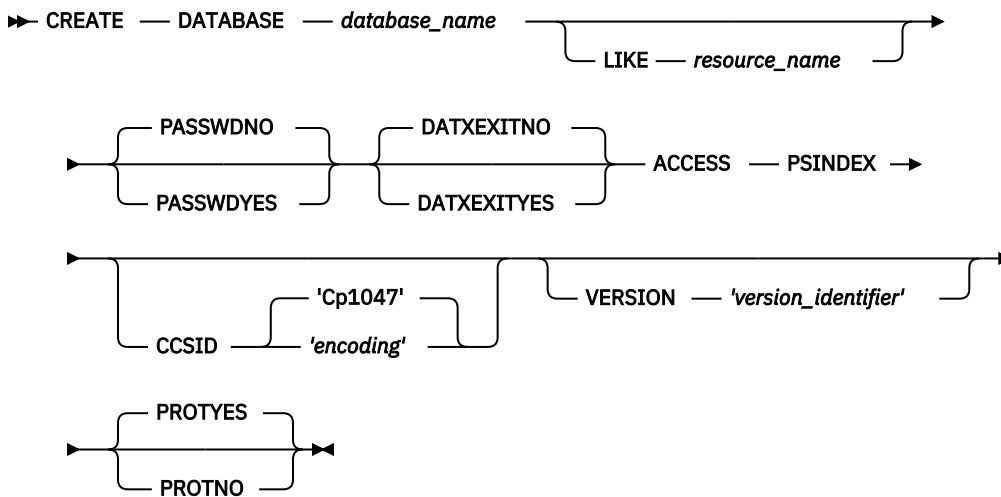 CREATE DATABASE database_name
LIKE resource_name
PASSWDNO DATXEXITNO
ACCESS PSINDEX
PASSWDYES DATXEXITYES
'Cp1047' VERSION 'version_identifier'
CCSID 'encoding'
PROTYES
PROTNO